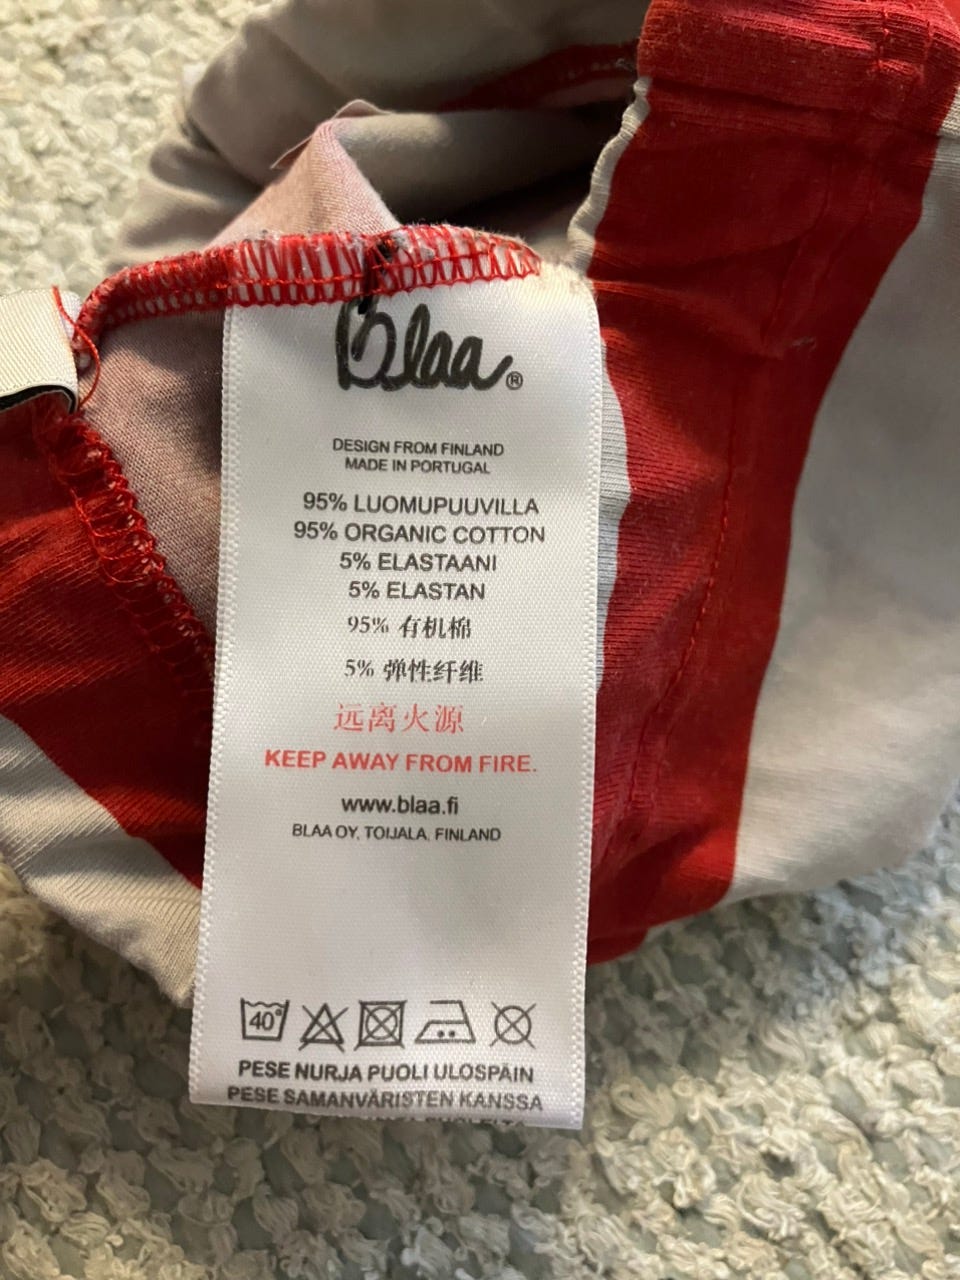 Blaa®
DESIGN FROM FINLAND
MADE IN PORTUGAL
95% LUOMUPUUVILLA
95% ORGANIC COTTON
5% ELASTAANI
5% ELASTAN
95% 有机棉
5% 弹性纤维
远离火源
KEEP AWAY FROM FIRE.
www.blaa.fi
BLAA OY, TOIJALA, FINLAND
40°
PESE NURJA PUOLI ULOSPÄIN
PESE SAMANVÄRISTEN KANSSA